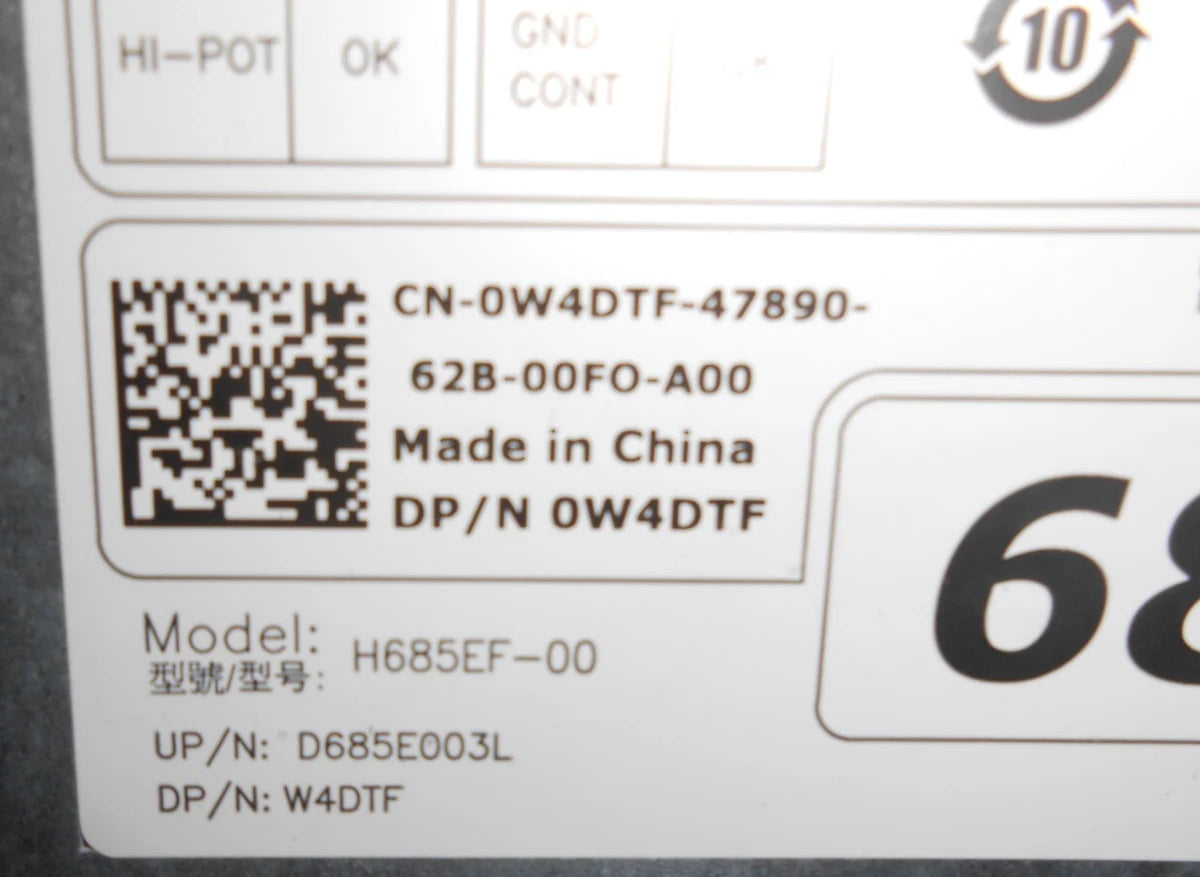 HI-POT OK GND CONT OK
10
CN-0W4DTF-47890-
62B-00FO-A00
Made in China
DP/N 0W4DTF
68
Model: H685EF-00
型號/型号:
UP/N: D685E003L
DP/N: W4DTF